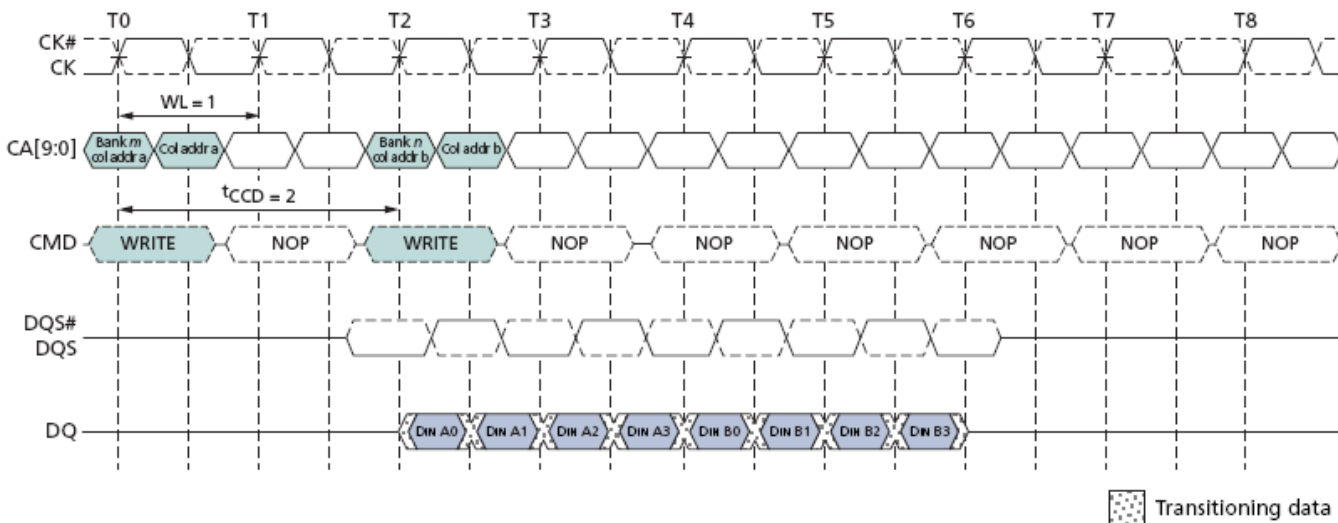 T0 T1 T2 T3 T4 T5 T6 T7 T8
CK#
CK
WL = 1
CA[9:0] Bank m col addr a Col addr a Bank n col addr b Col addr b
tCCD = 2
CMD WRITE NOP WRITE NOP NOP NOP NOP NOP NOP
DQS#
DQS
DQ DIN A0 DIN A1 DIN A2 DIN A3 DIN B0 DIN B1 DIN B2 DIN B3
Transitioning data